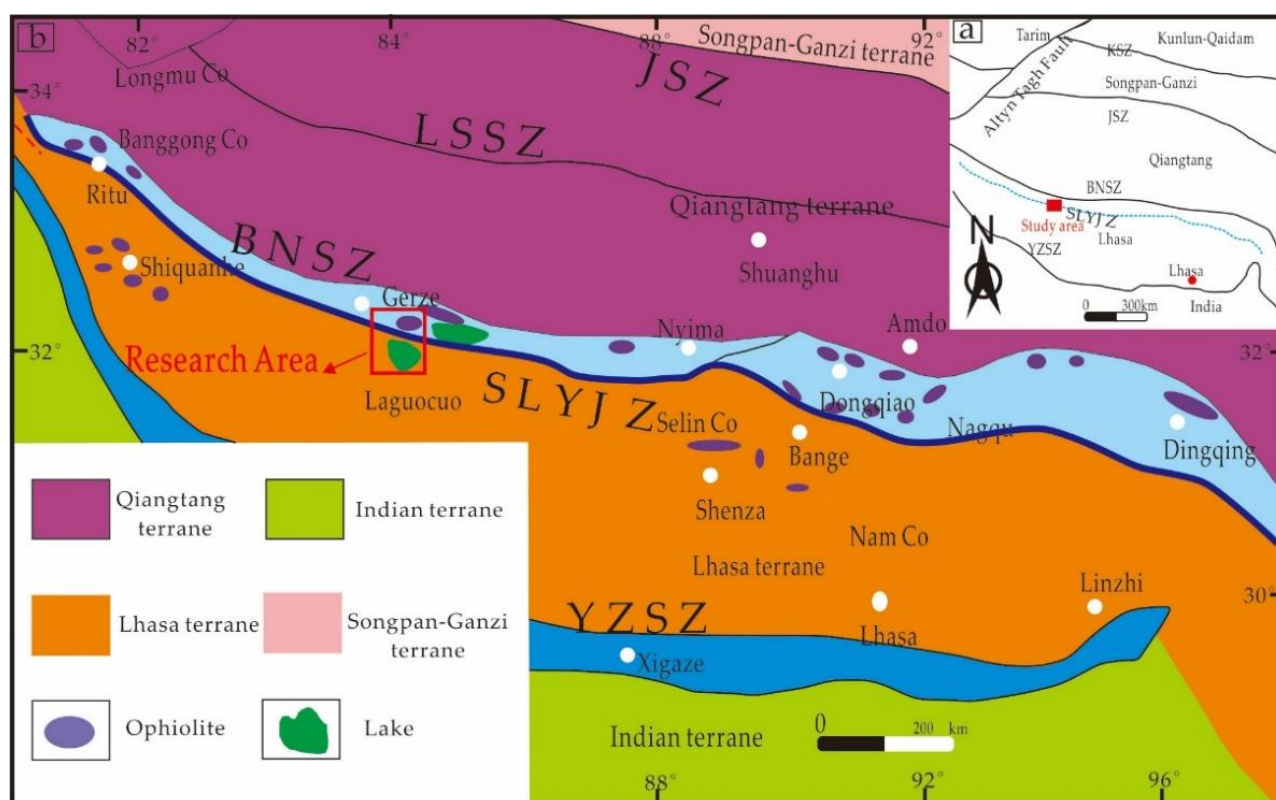 b
82°
84°
88°
92°
Songpan-Ganzi terrane
JSZ
Longmu Co
34°
LSSZ
Banggong Co
Ritu
Qiangtang terrane
Shuanghu
BNSZ
Shiquanhe
Gerze
Nyima
Amdo
32°
32°
Research Area
Laguocuo
SLYJZ
Dongqiao
Selin Co
Nagqu
Bange
Dingqing
Shenza
Nam Co
Lhasa terrane
Linzhi
30°
YZSZ
Lhasa
Xigaze
Indian terrane
0 200 km
88°
92°
96°
a
Tarim
KSZ
Kunlun-Qaidam
Altyn Tagh Fault
Songpan-Ganzi
JSZ
Qiangtang
BNSZ
SLYJZ
Study area
Lhasa
YZSZ
N
Lhasa
India
0 300km
Qiangtang
terrane
Indian terrane
Lhasa terrane
Songpan-Ganzi
terrane
Ophiolite
Lake